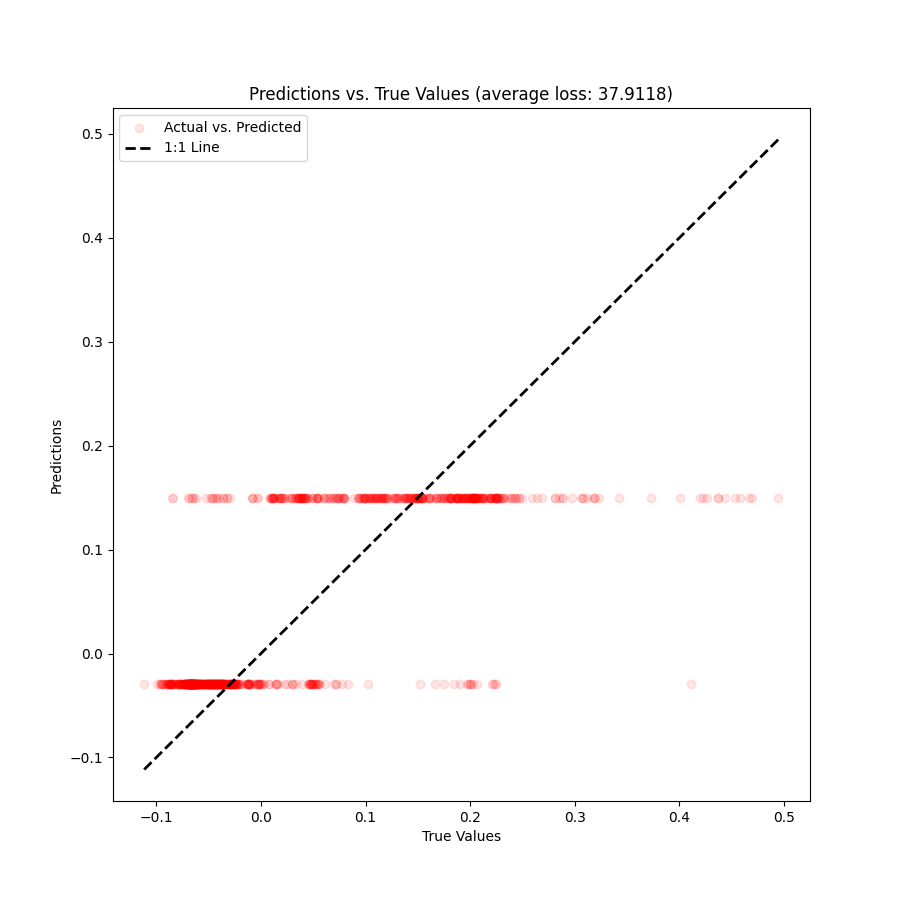 Predictions vs. True Values (average loss: 37.9118)
Actual vs. Predicted
1:1 Line
0.5
0.4
0.3
0.2
0.1
0.0
−0.1
Predictions
−0.1 0.0 0.1 0.2 0.3 0.4 0.5
True Values